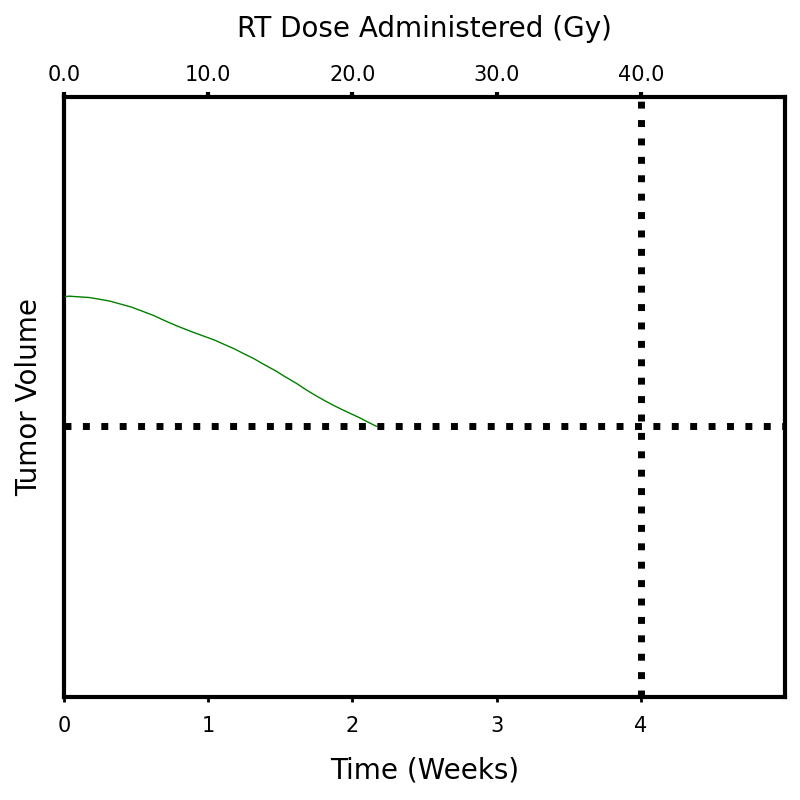 RT Dose Administered (Gy)
0.0 10.0 20.0 30.0 40.0
Tumor Volume
0 1 2 3 4
Time (Weeks)